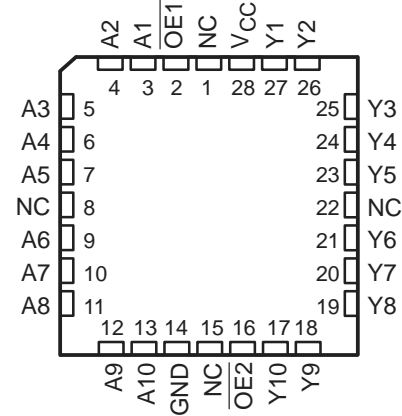 A2 A1 OE1 NC VCC Y1 Y2
4 3 2 1 28 27 26
A3 5 25 Y3
A4 6 24 Y4
A5 7 23 Y5
NC 8 22 NC
A6 9 21 Y6
A7 10 20 Y7
A8 11 19 Y8
12 13 14 15 16 17 18
A9 A10 GND NC OE2 Y10 Y9